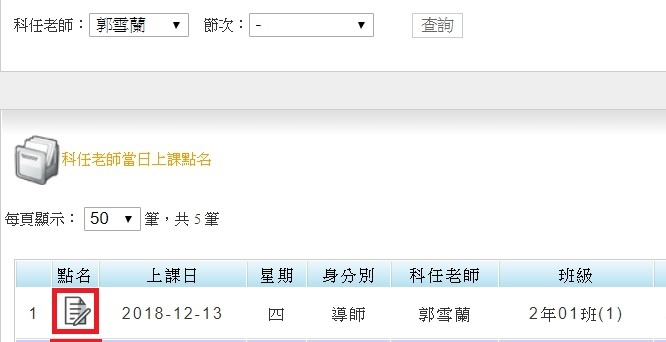 科任老師： 郭雪蘭 節次： - 查詢
科任老師當日上課點名
每頁顯示： 50 筆，共 5 筆
點名 上課日 星期 身分別 科任老師 班級
1 2018-12-13 四 導師 郭雪蘭 2年01班(1)